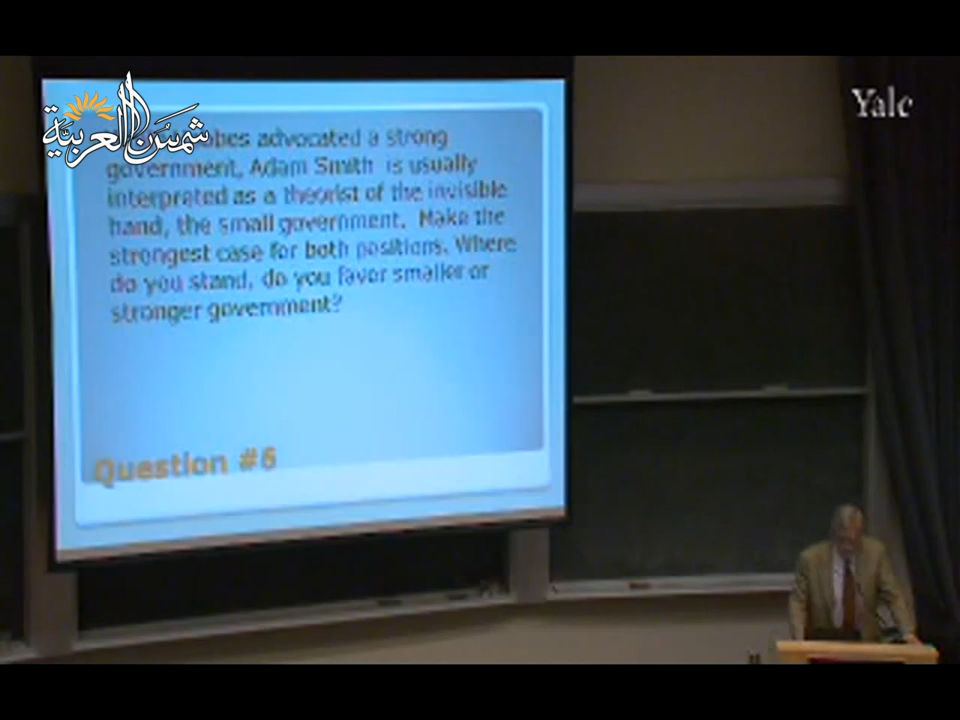 شمس العربية
Yale
bes advocated a strong
government, Adam Smith is usually
interpreted as a theorist of the invisible
hand, the small government. Make the
strongest case for both positions. Where
do you stand, do you favor smaller or
stronger government?
Question #6